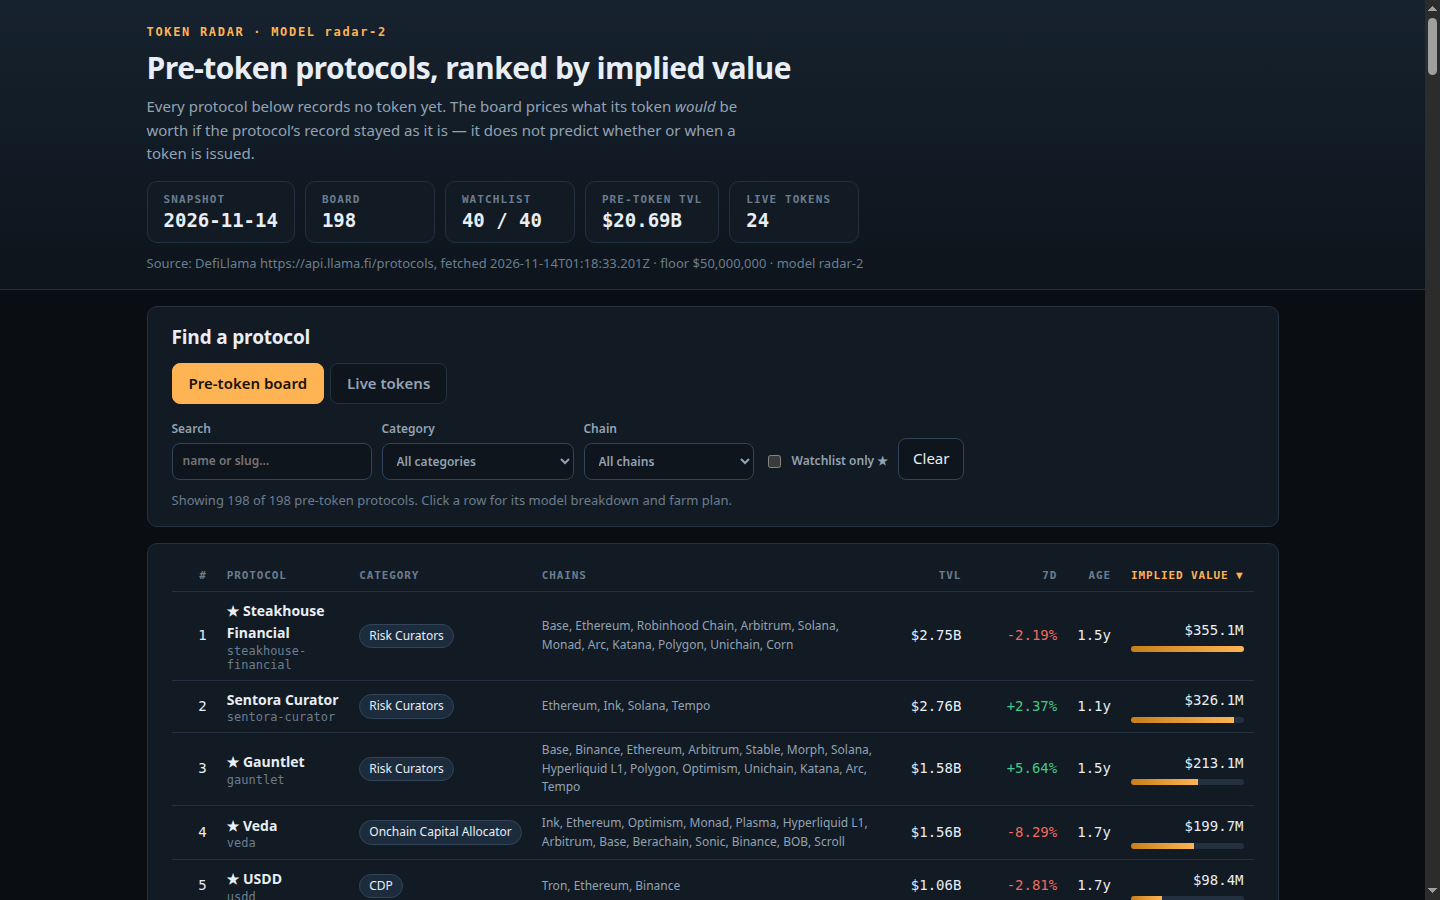 TOKEN RADAR · MODEL radar-2
Pre-token protocols, ranked by implied value
Every protocol below records no token yet. The board prices what its token would be
worth if the protocol's record stayed as it is — it does not predict whether or when a
token is issued.
SNAPSHOT
2026-11-14
BOARD
198
WATCHLIST
40 / 40
PRE-TOKEN TVL
$20.69B
LIVE TOKENS
24
Source: DefiLlama https://api.llama.fi/protocols, fetched 2026-11-14T01:18:33.201Z · floor $50,000,000 · model radar-2
Find a protocol
Pre-token board
Live tokens
Search
Category
Chain
name or slug...
All categories
All chains
Watchlist only ★
Clear
Showing 198 of 198 pre-token protocols. Click a row for its model breakdown and farm plan.
# PROTOCOL CATEGORY CHAINS TVL 7D AGE IMPLIED VALUE ▼
1
★ Steakhouse
Financial
steakhouse-
financial
Risk Curators
Base, Ethereum, Robinhood Chain, Arbitrum, Solana,
Monad, Arc, Katana, Polygon, Unichain, Corn
$2.75B -2.19% 1.5y $355.1M
2
Sentora Curator
sentora-curator
Risk Curators
Ethereum, Ink, Solana, Tempo
$2.76B +2.37% 1.1y $326.1M
3
★ Gauntlet
gauntlet
Risk Curators
Base, Binance, Ethereum, Arbitrum, Stable, Morph, Solana,
Hyperliquid L1, Polygon, Optimism, Unichain, Katana, Arc,
Tempo
$1.58B +5.64% 1.5y $213.1M
4
★ Veda
veda
Onchain Capital Allocator
Ink, Ethereum, Optimism, Monad, Plasma, Hyperliquid L1,
Arbitrum, Base, Berachain, Sonic, Binance, BOB, Scroll
$1.56B -8.29% 1.7y $199.7M
5
★ USDD
usdd
CDP
Tron, Ethereum, Binance
$1.06B -2.81% 1.7y $98.4M